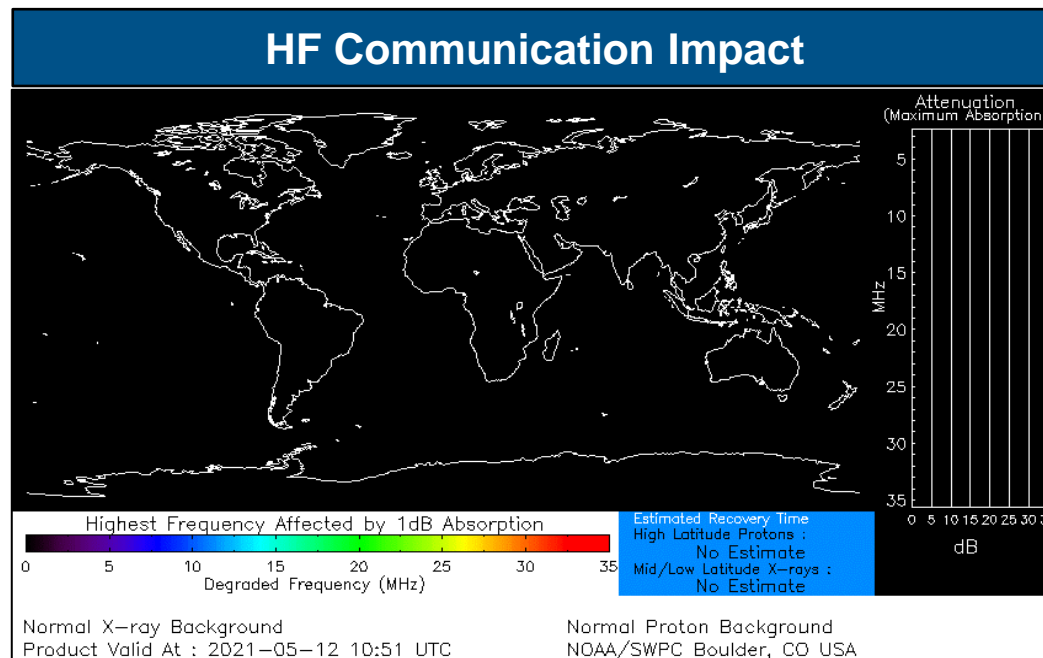 HF Communication Impact
Attenuation
(Maximum Absorption
5
10
15
20
25
30
35
MHz
0 5 10 15 20 25 30 3
dB
Highest Frequency Affected by 1dB Absorption
0 5 10 15 20 25 30 35
Degraded Frequency (MHz)
Estimated Recovery Time
High Latitude Protons :
No Estimate
Mid/Low Latitude X-rays :
No Estimate
Normal X-ray Background
Product Valid At : 2021-05-12 10:51 UTC
Normal Proton Background
NOAA/SWPC Boulder, CO USA